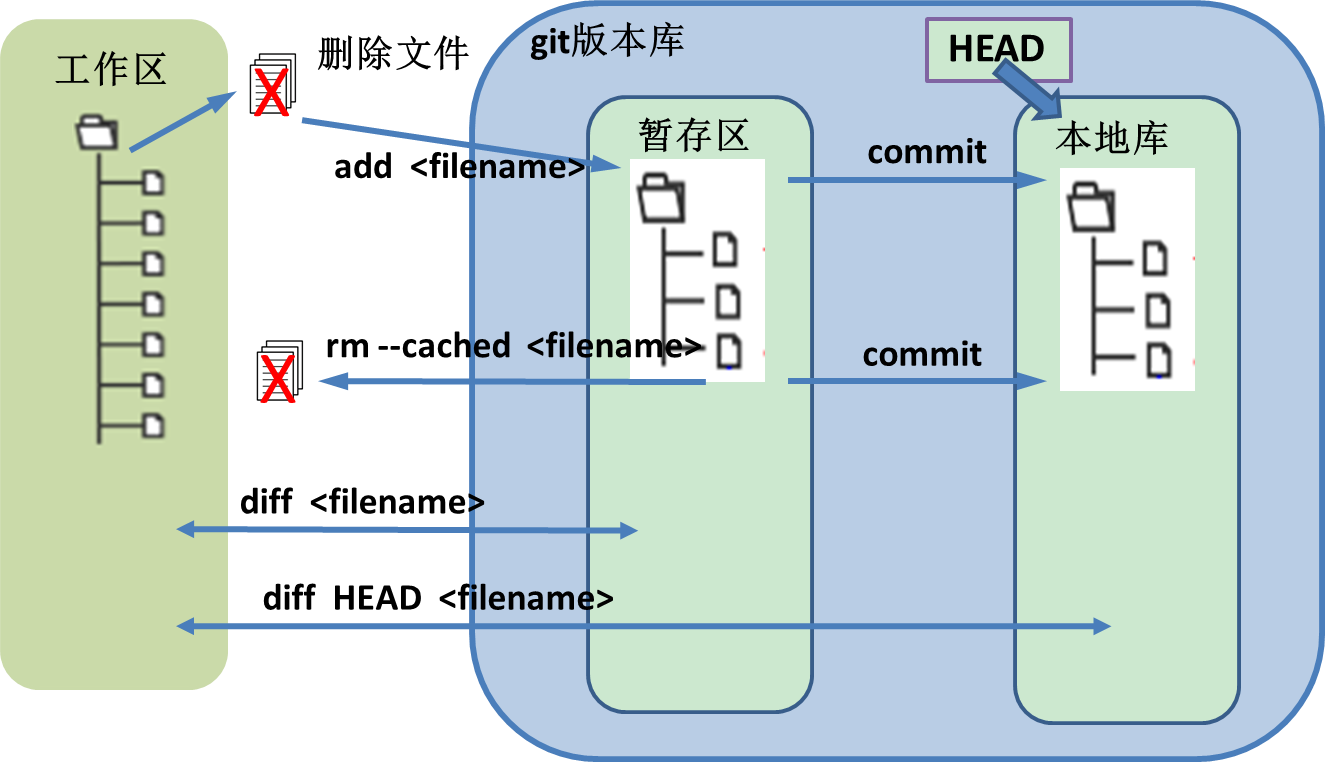 工作区
删除文件
git版本库
HEAD
add <filename>
暂存区
commit
本地库
rm --cached <filename>
commit
diff <filename>
diff HEAD <filename>